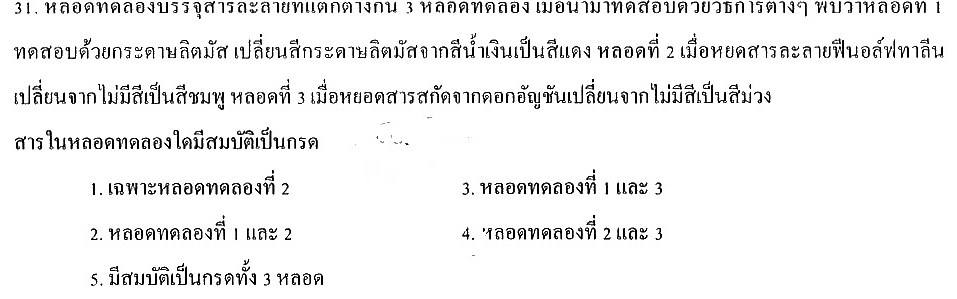 31. หลอดทดลองบรรจุสารละลายที่แตกต่างกัน 3 หลอดทดลอง เมื่อนำมาทดสอบด้วยวิธีการต่างๆ พบว่าหลอดที่ 1
ทดสอบด้วยกระดาษลิตมัส เปลี่ยนสีกระดาษลิตมัสจากสีน้ำเงินเป็นสีแดง หลอดที่ 2 เมื่อหยดสารละลายฟีนอล์ฟทาลีน
เปลี่ยนจากไม่มีสีเป็นสีชมพู หลอดที่ 3 เมื่อหยอดสารสกัดจากดอกอัญชันเปลี่ยนจากไม่มีสีเป็นสีม่วง
สารในหลอดทดลองใดมีสมบัติเป็นกรด
1. เฉพาะหลอดทดลองที่ 2 3. หลอดทดลองที่ 1 และ 3
2. หลอดทดลองที่ 1 และ 2 4. หลอดทดลองที่ 2 และ 3
5. มีสมบัติเป็นกรดทั้ง 3 หลอด